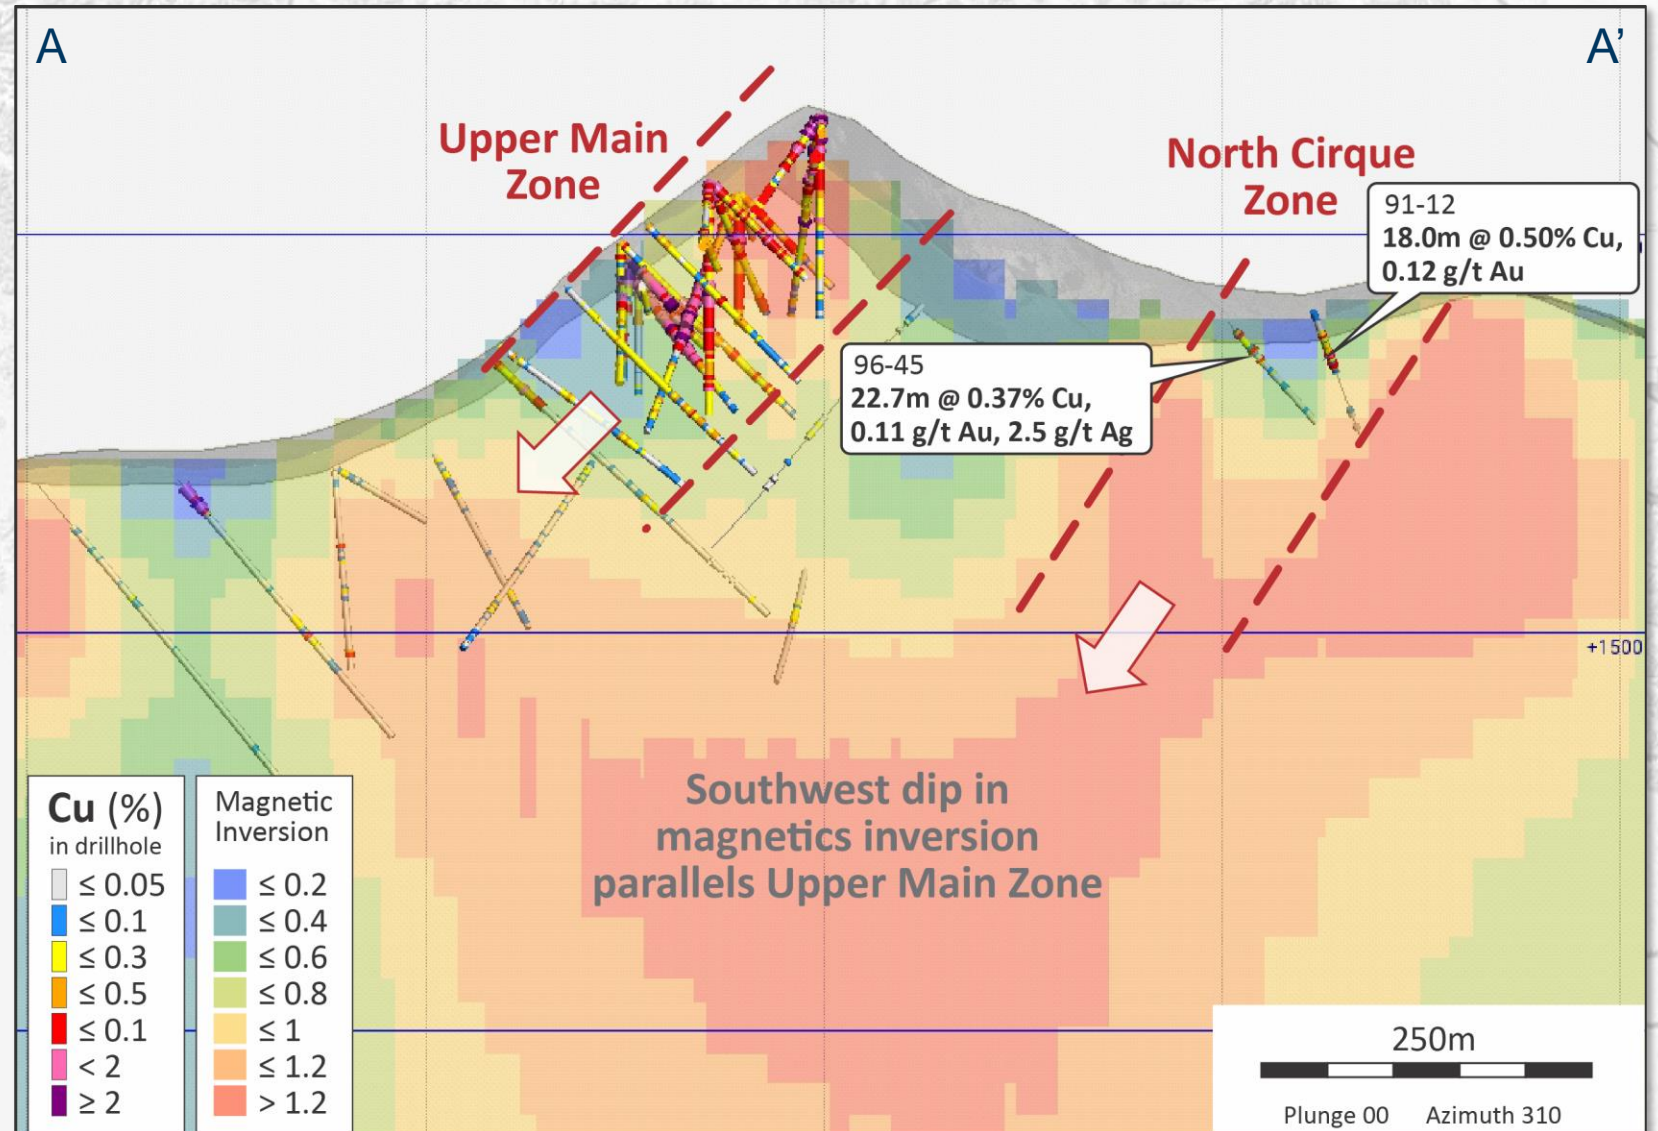 A
A’
Upper Main
Zone
North Cirque
Zone
91-12
18.0m @ 0.50% Cu,
0.12 g/t Au
96-45
22.7m @ 0.37% Cu,
0.11 g/t Au, 2.5 g/t Ag
+1500
Southwest dip in
magnetics inversion
parallels Upper Main Zone
Cu (%)
in drillhole
≤ 0.05
≤ 0.1
≤ 0.3
≤ 0.5
≤ 0.1
< 2
≥ 2
Magnetic
Inversion
≤ 0.2
≤ 0.4
≤ 0.6
≤ 0.8
≤ 1
≤ 1.2
> 1.2
250m
Plunge 00 Azimuth 310